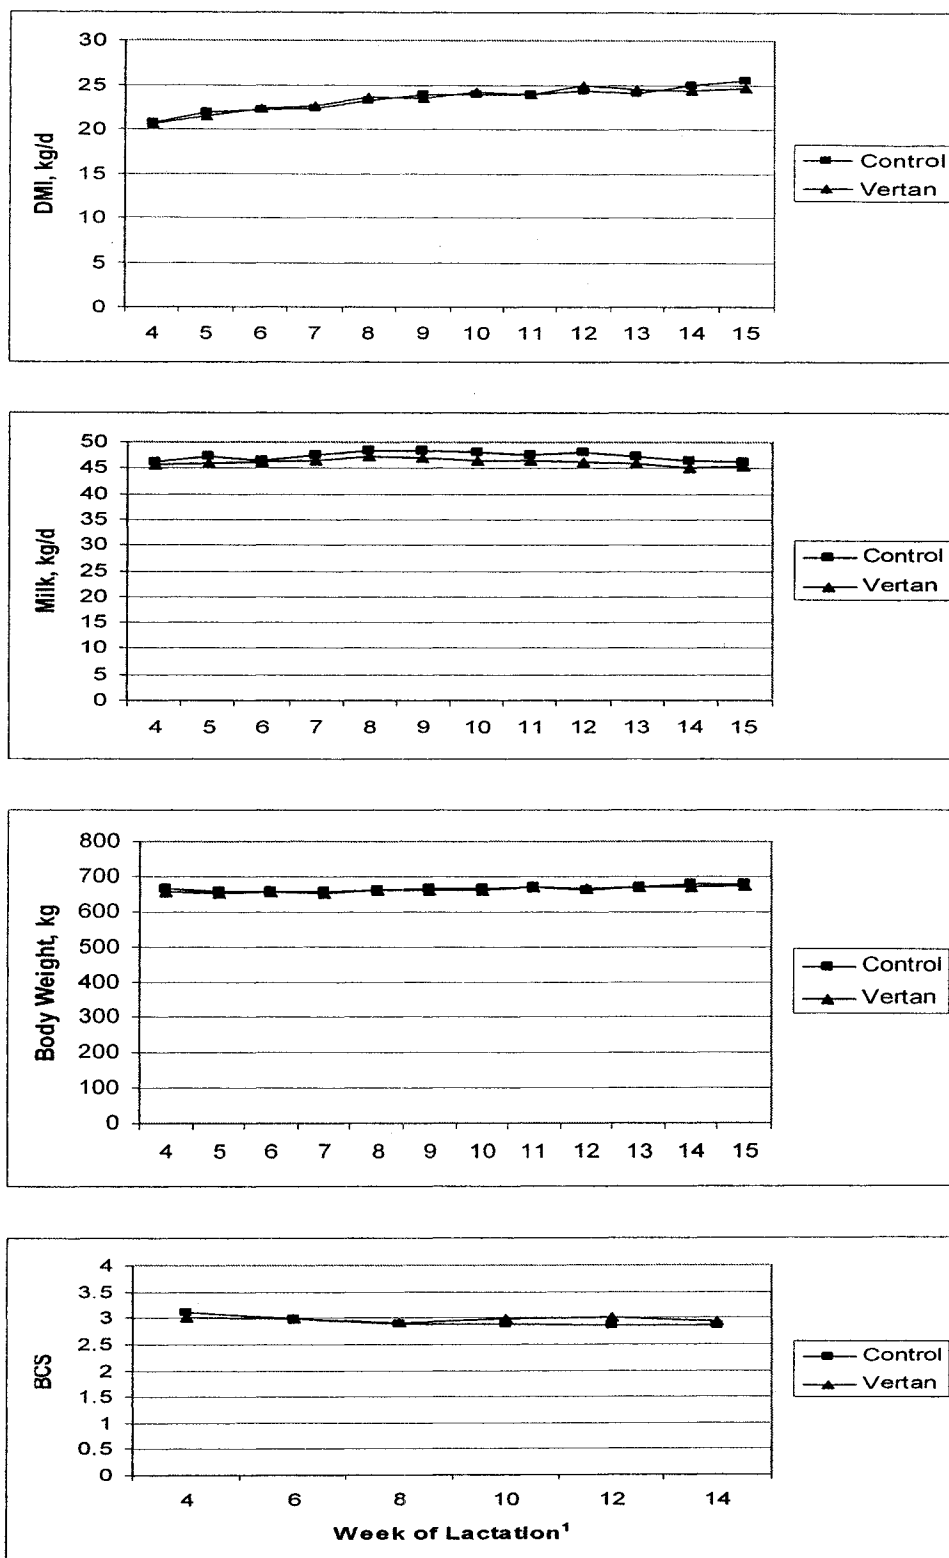 30
25
20
15
10
5
0
DMI, kg/d
4 5 6 7 8 9 10 11 12 13 14 15
Control
Vertan
50
45
40
35
30
25
20
15
10
5
0
Milk, kg/d
4 5 6 7 8 9 10 11 12 13 14 15
Control
Vertan
800
700
600
500
400
300
200
100
0
Body Weight, kg
4 5 6 7 8 9 10 11 12 13 14 15
Control
Vertan
4
3.5
3
2.5
2
1.5
1
0.5
0
BCS
4 6 8 10 12 14
Week of Lactation¹
Control
Vertan